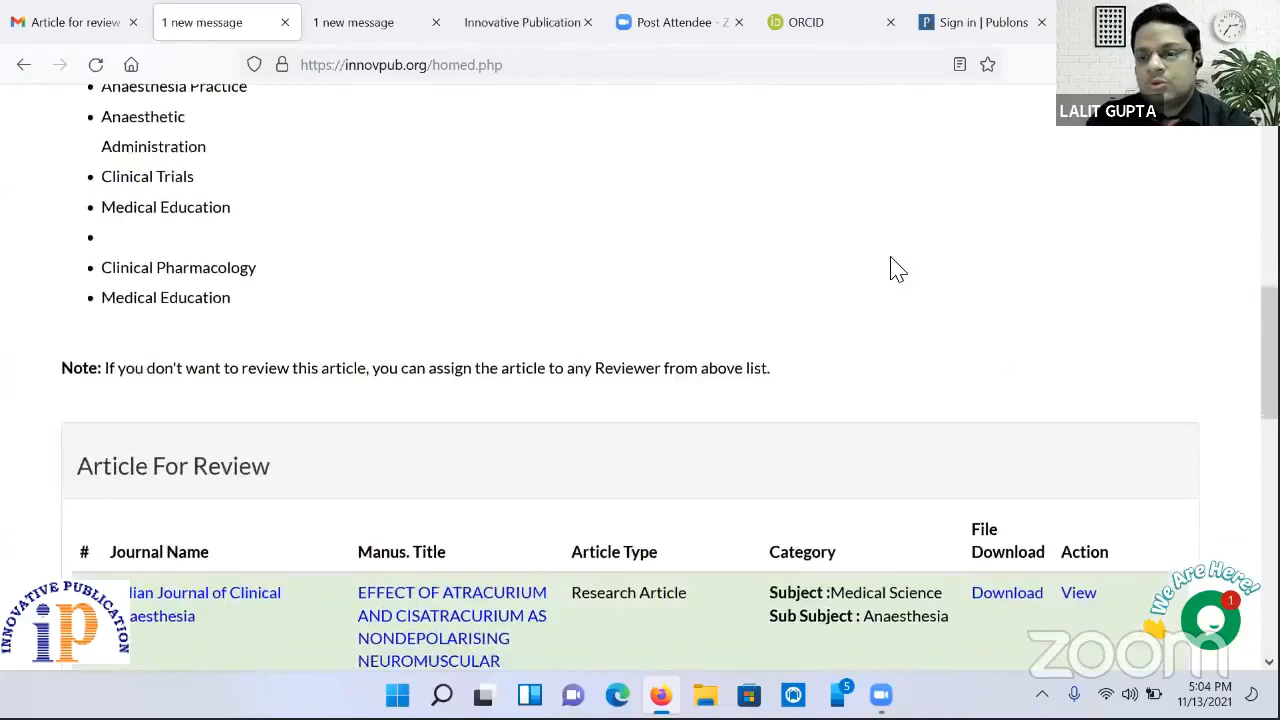 Article for review
1 new message
1 new message
Innovative Publication
Post Attendee - Z
ORCID
Sign in | Publons
https://innovpub.org/homed.php
LALIT GUPTA
Anaesthesia Practice
Anaesthetic
Administration
Clinical Trials
Medical Education
Clinical Pharmacology
Medical Education
Note: If you don't want to review this article, you can assign the article to any Reviewer from above list.
Article For Review
# Journal Name Manus. Title Article Type Category File Download Action
dian Journal of Clinical
aesthesia
EFFECT OF ATRACURIUM
AND CISATRACURIUM AS
NONDEPOLARISING
NEUROMUSCULAR
Research Article
Subject :Medical Science
Sub Subject : Anaesthesia
Download
View
INNOVATIVE PUBLICATION
ip
We Are Here!
1
zoom
5
5:04 PM
11/13/2021